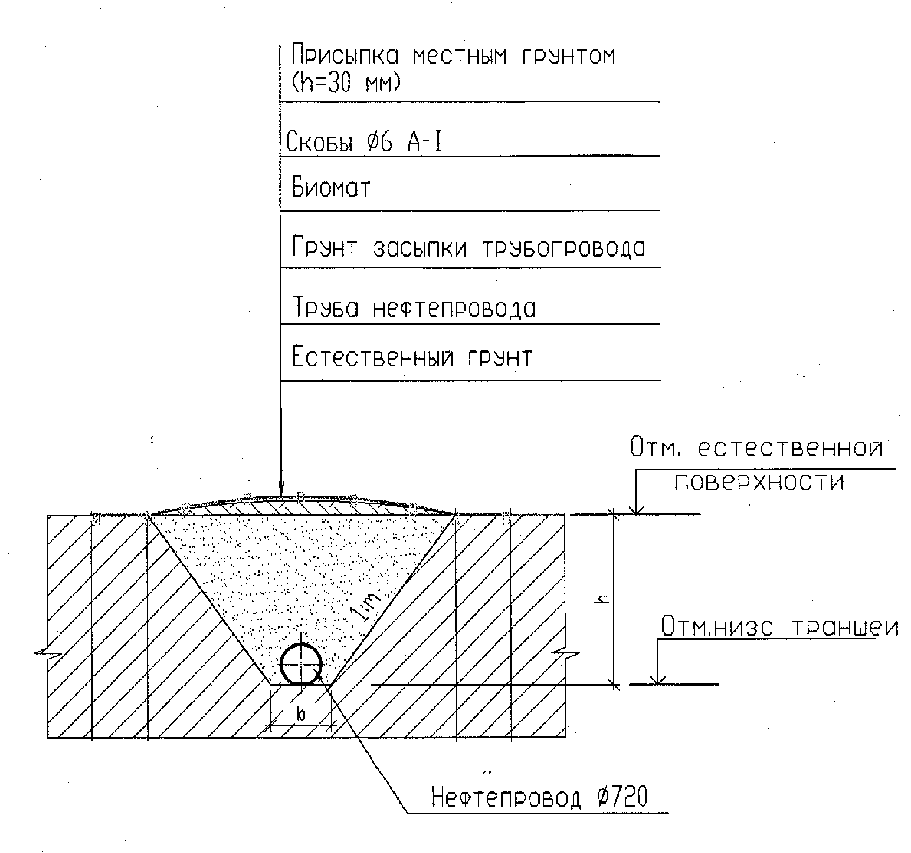 Присыпка местным грунтом
(h=30 мм)
Скобы Ø6 А-I
Биомат
Грунт засыпки трубопровода
Труба нефтепровода
Естественный грунт
Отм. естественной
поверхности
1:m
h
Отм.низа траншеи
b
Нефтепровод Ø720